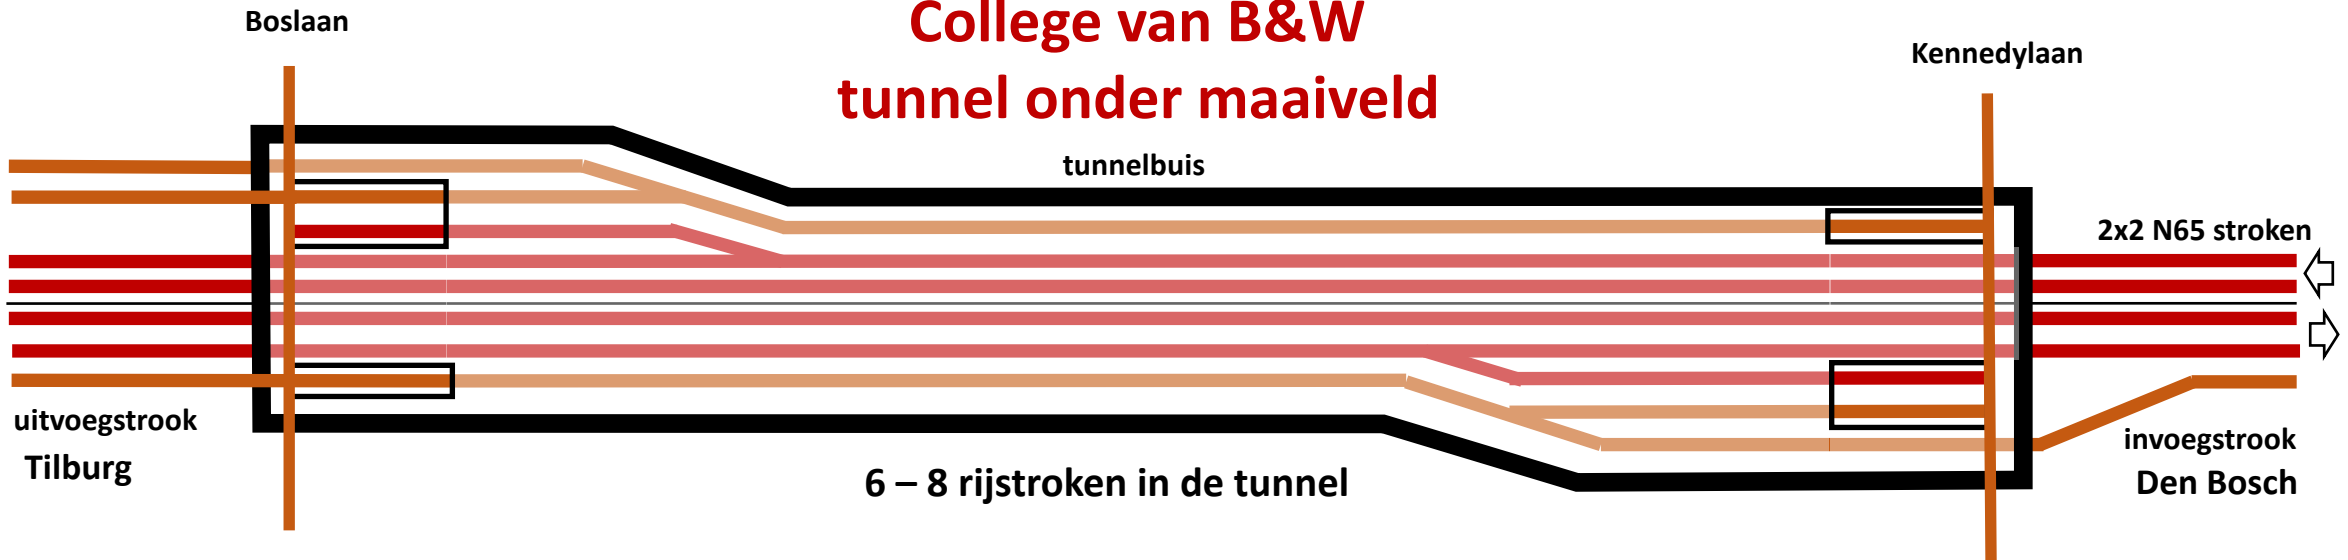 College van B&W
tunnel onder maaiveld
Boslaan
Kennedylaan
tunnelbuis
2x2 N65 stroken
uitvoegstrook
Tilburg
6 – 8 rijstroken in de tunnel
invoegstrook
Den Bosch